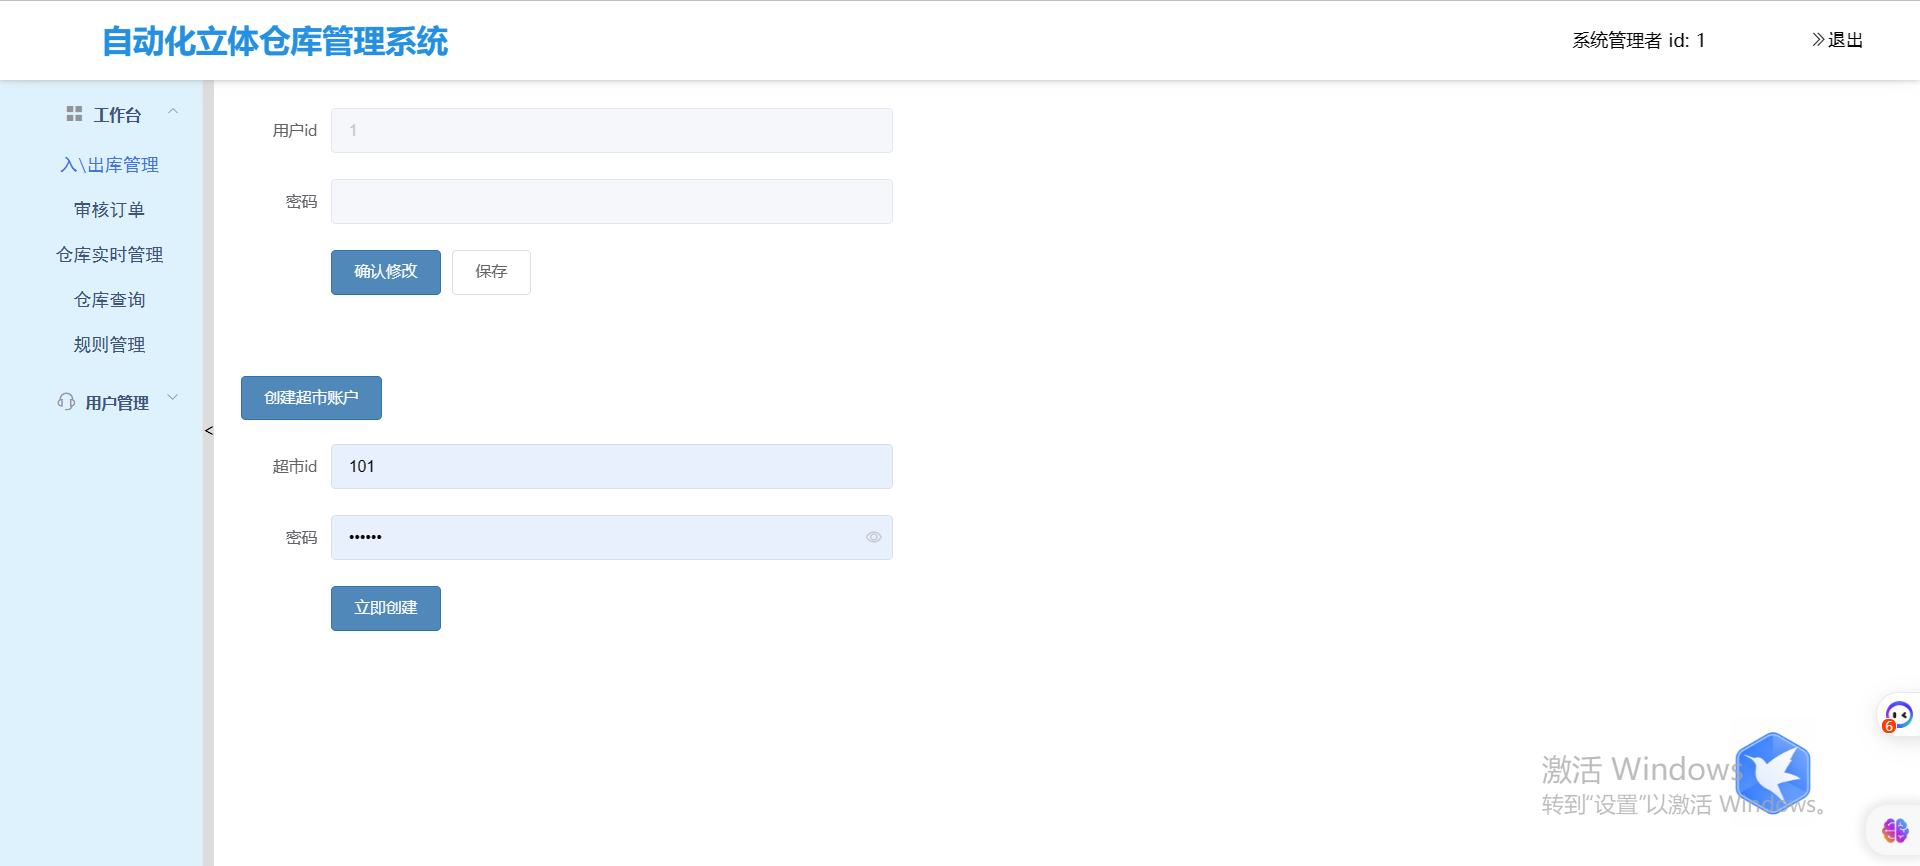 自动化立体仓库管理系统
系统管理者 id: 1
退出
工作台
入\出库管理
审核订单
仓库实时管理
仓库查询
规则管理
用户管理
<
用户id
1
密码
确认修改
保存
创建超市账户
超市id
101
密码
••••••
立即创建
6
激活 Windows
转到“设置”以激活 Windows。